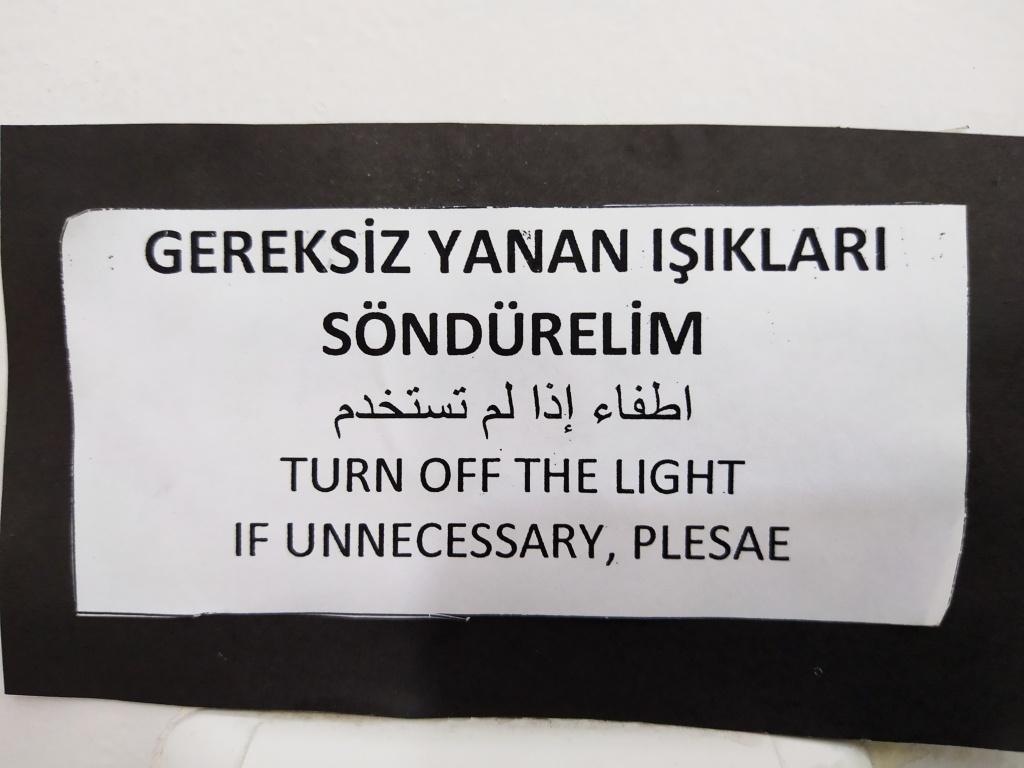 GEREKSİZ YANAN IŞIKLARI
SÖNDÜRELİM
اطفاء إذا لم تستخدم
TURN OFF THE LIGHT
IF UNNECESSARY, PLESAE